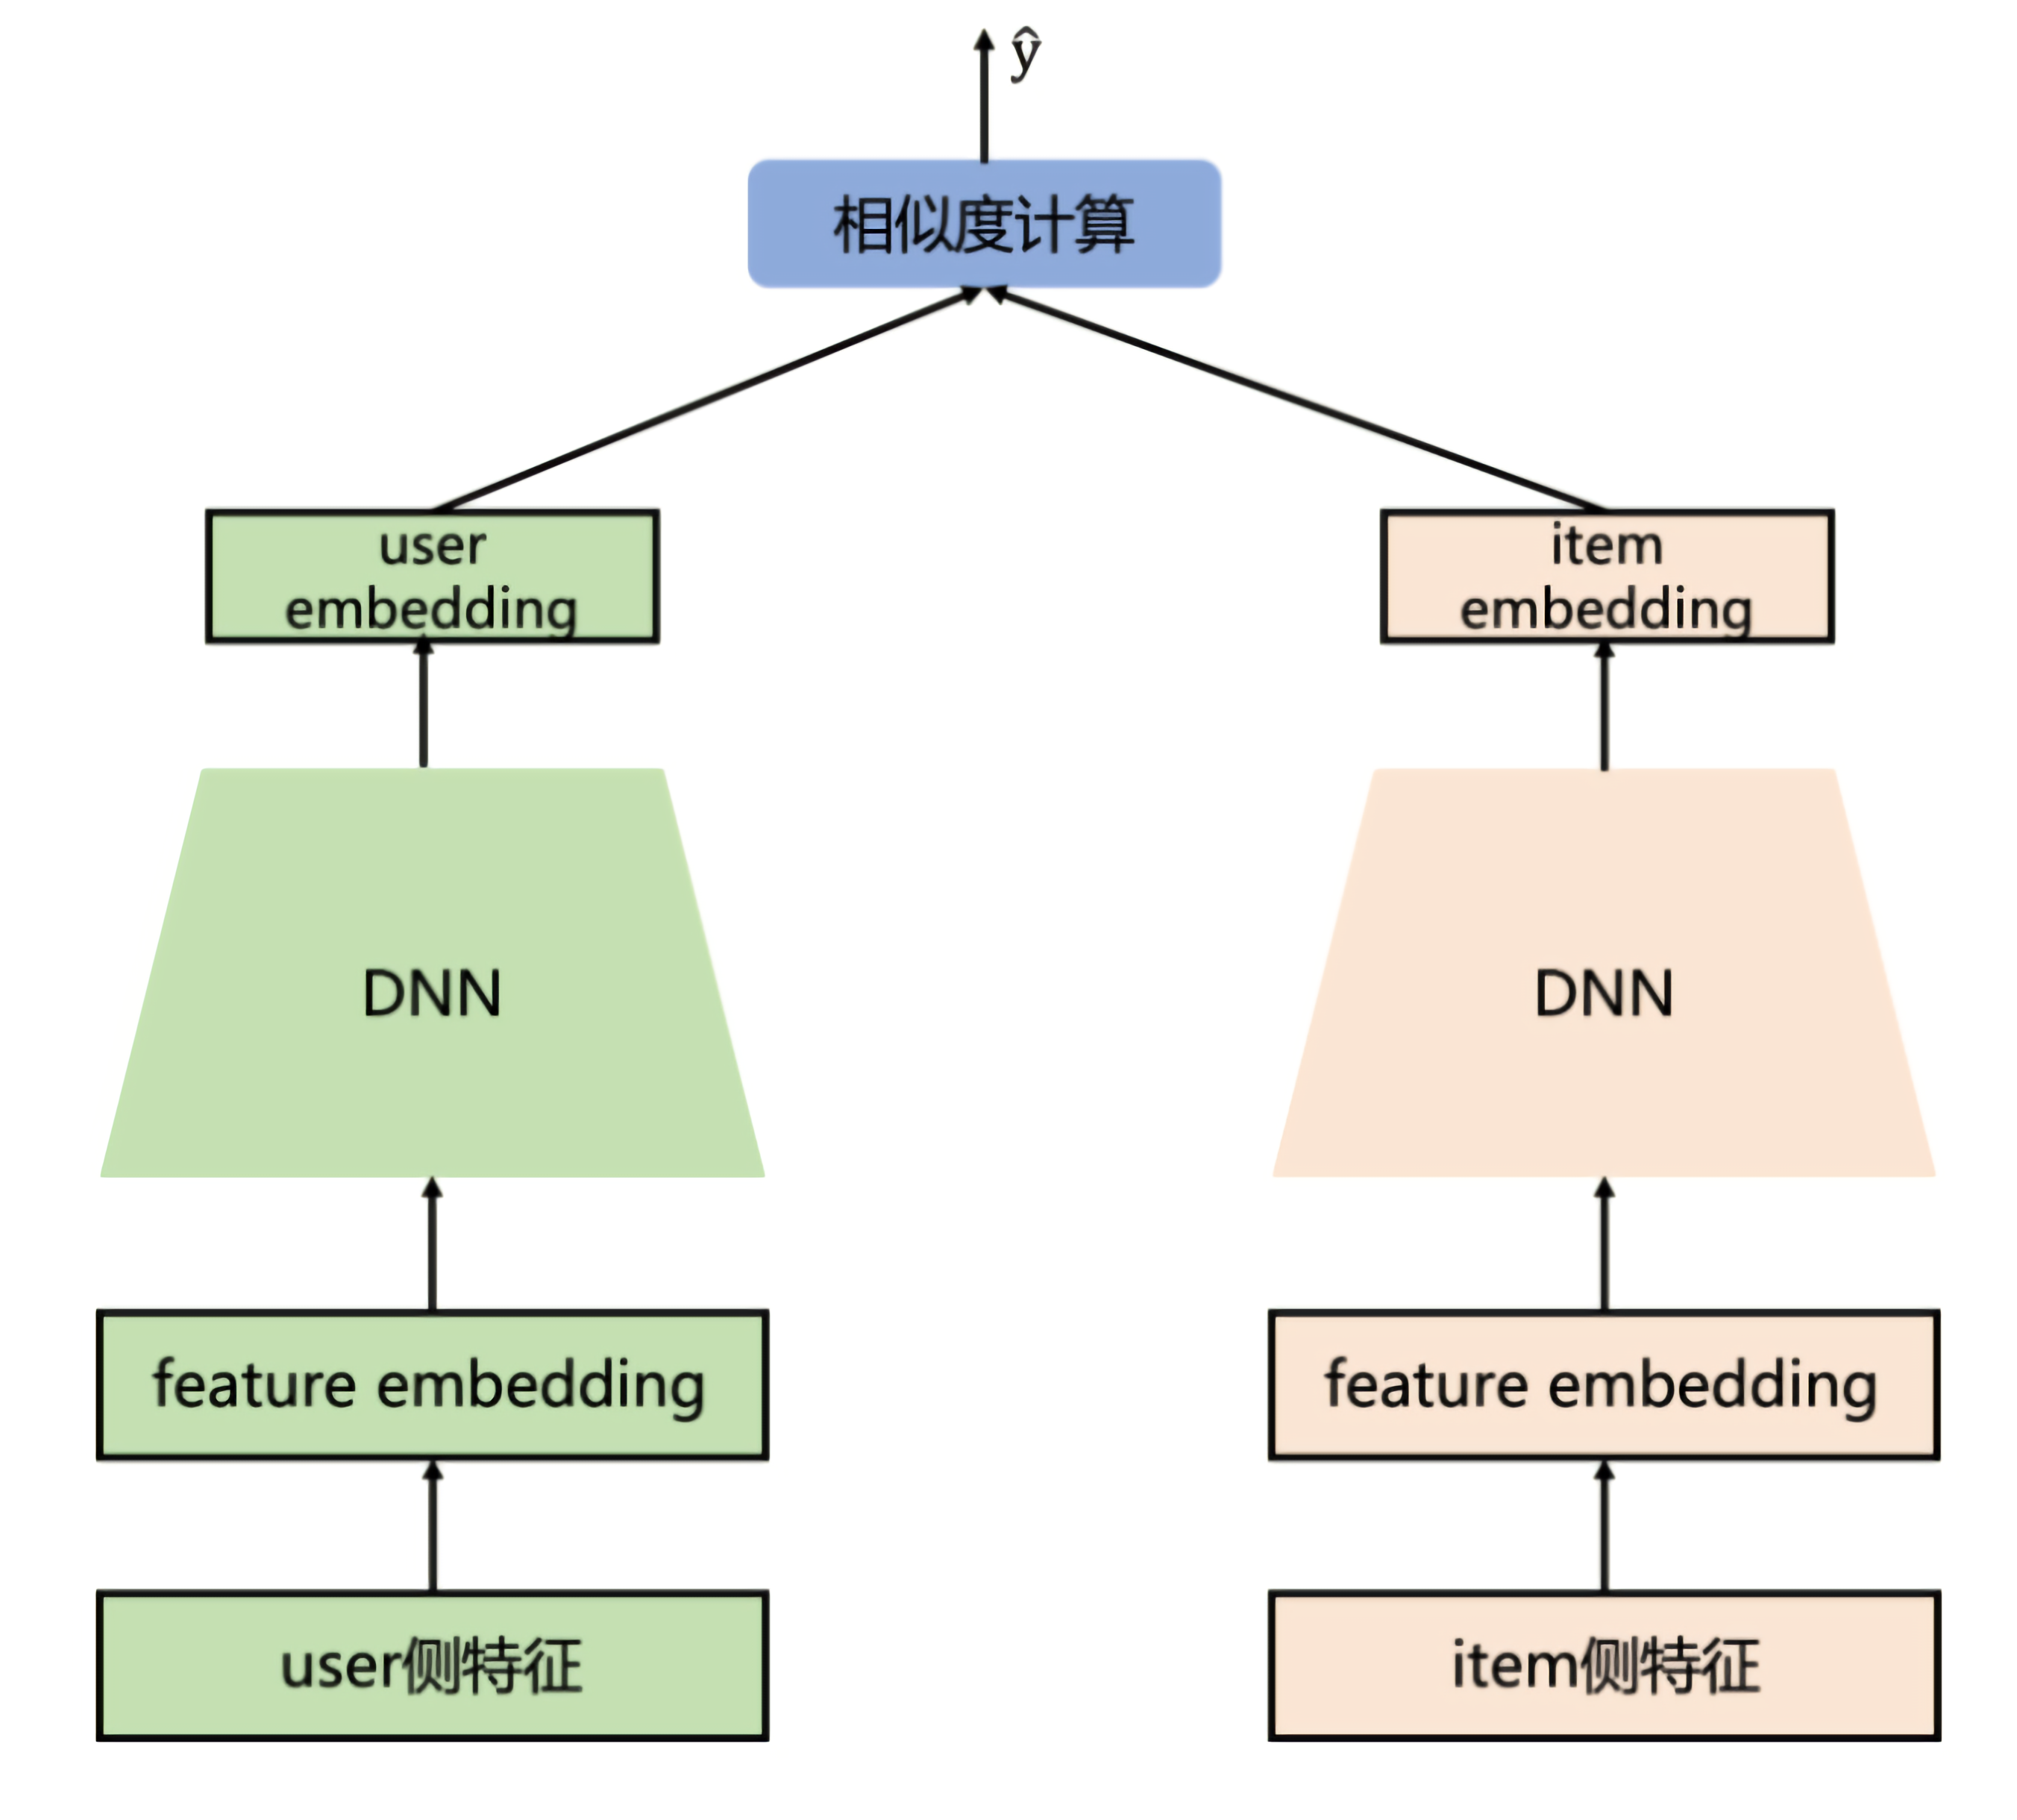 ŷ
相似度计算
user
embedding
item
embedding
DNN
DNN
feature embedding
feature embedding
user侧特征
item侧特征